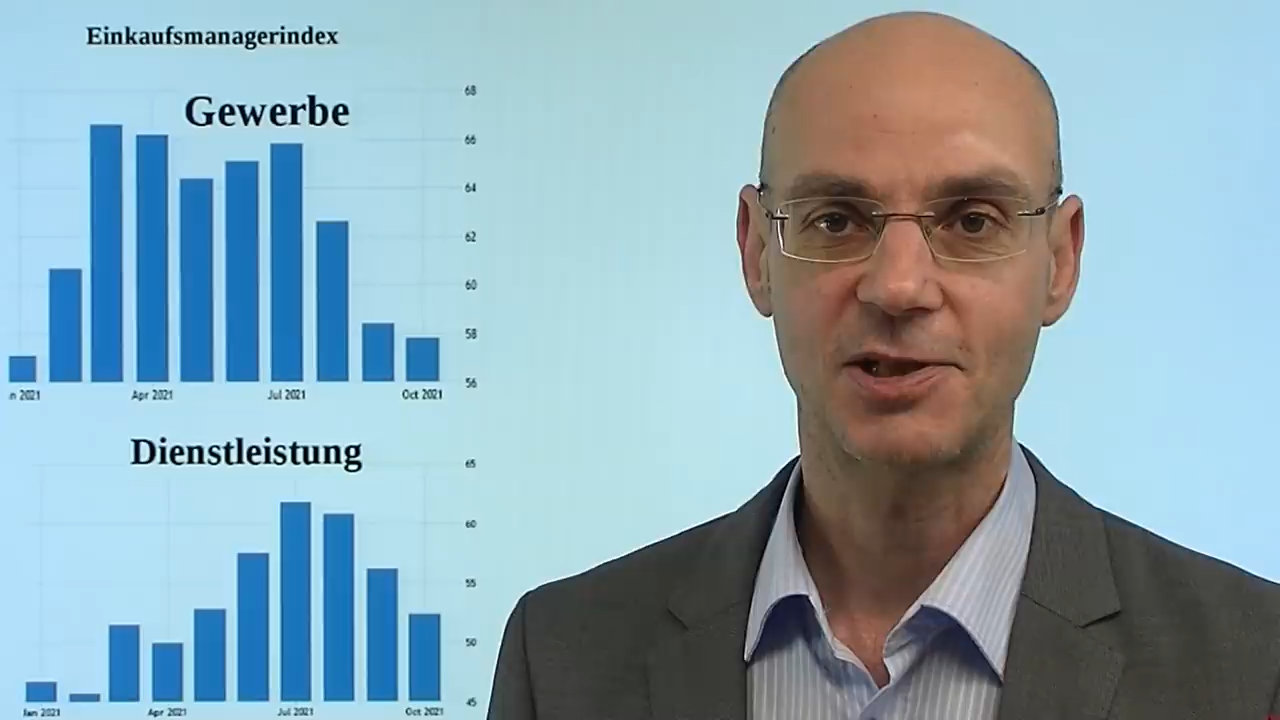 Einkaufsmanagerindex
Gewerbe
68
66
64
62
60
58
56
n 2021
Apr 2021
Jul 2021
Oct 2021
Dienstleistung
65
60
55
50
45
Jan 2021
Apr 2021
Jul 2021
Oct 2021